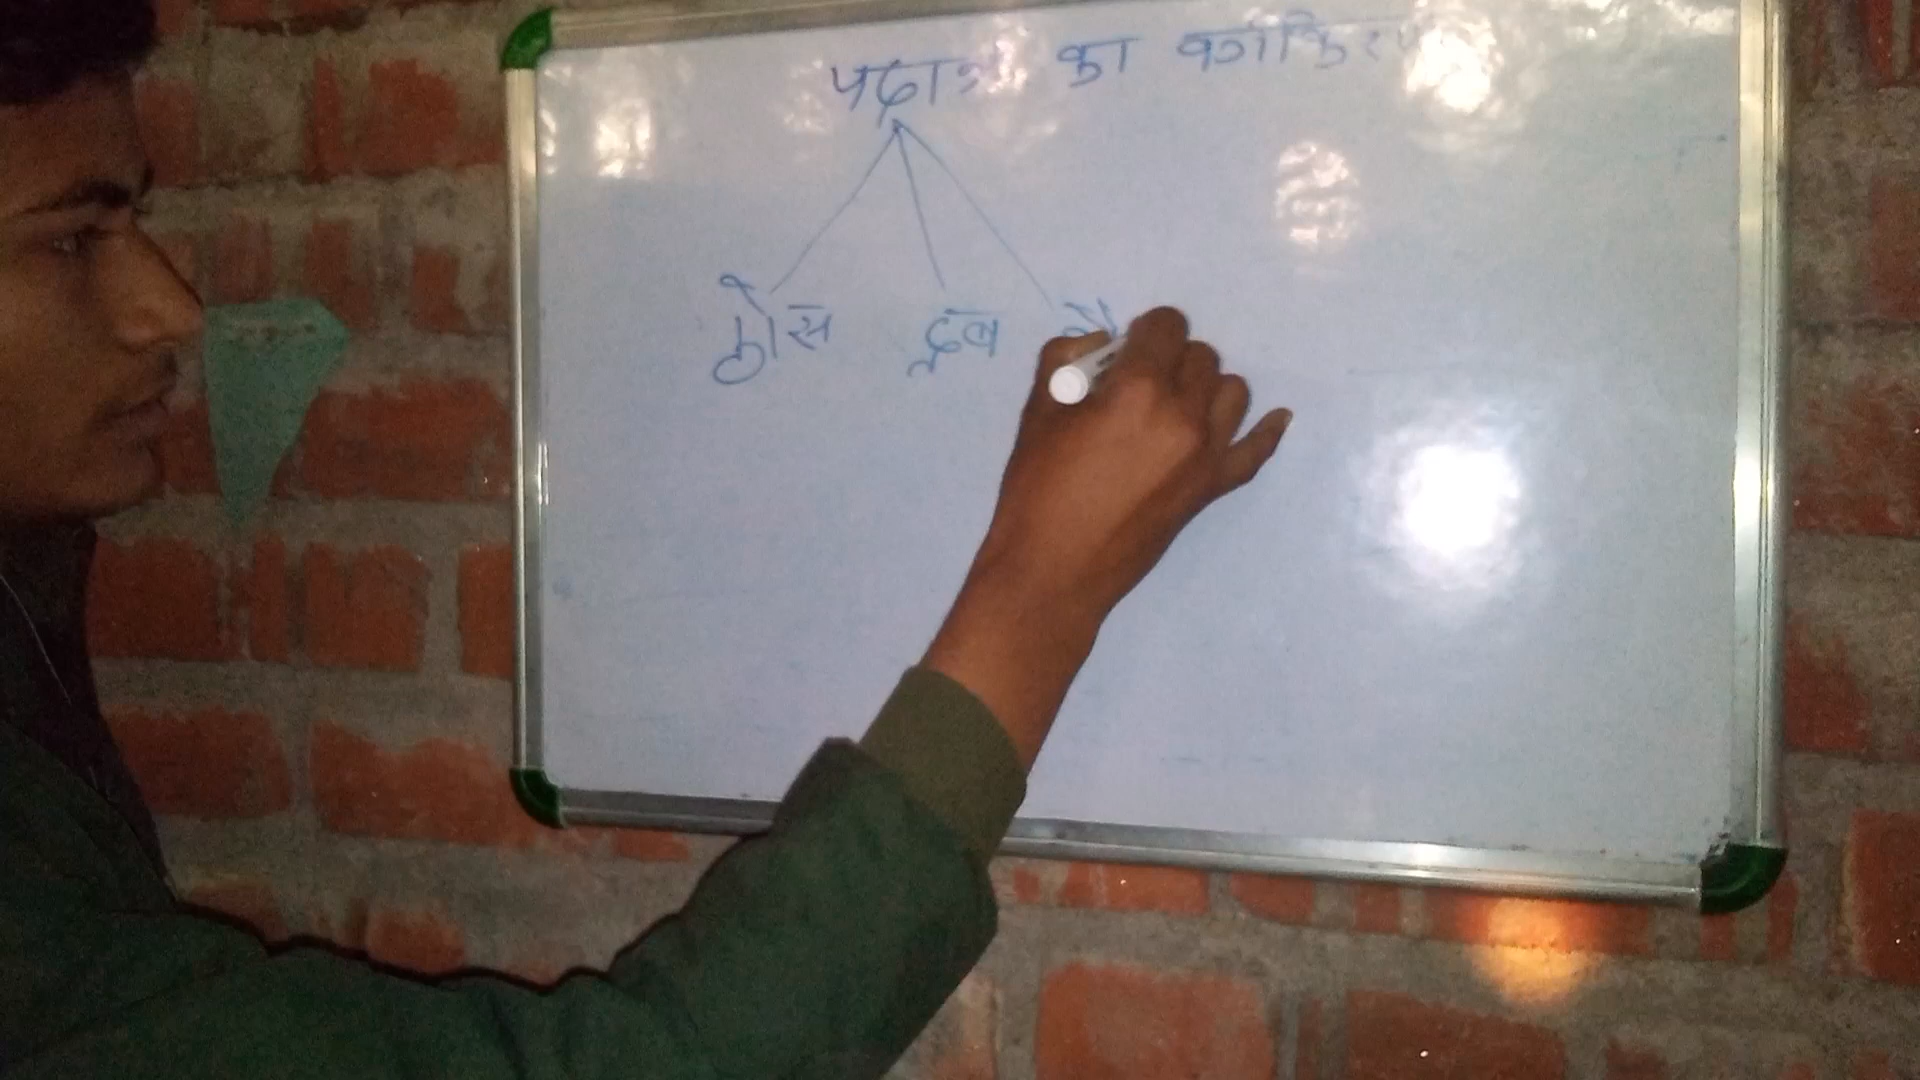 पदार्थ का वर्गीकरण
ठोस द्रव